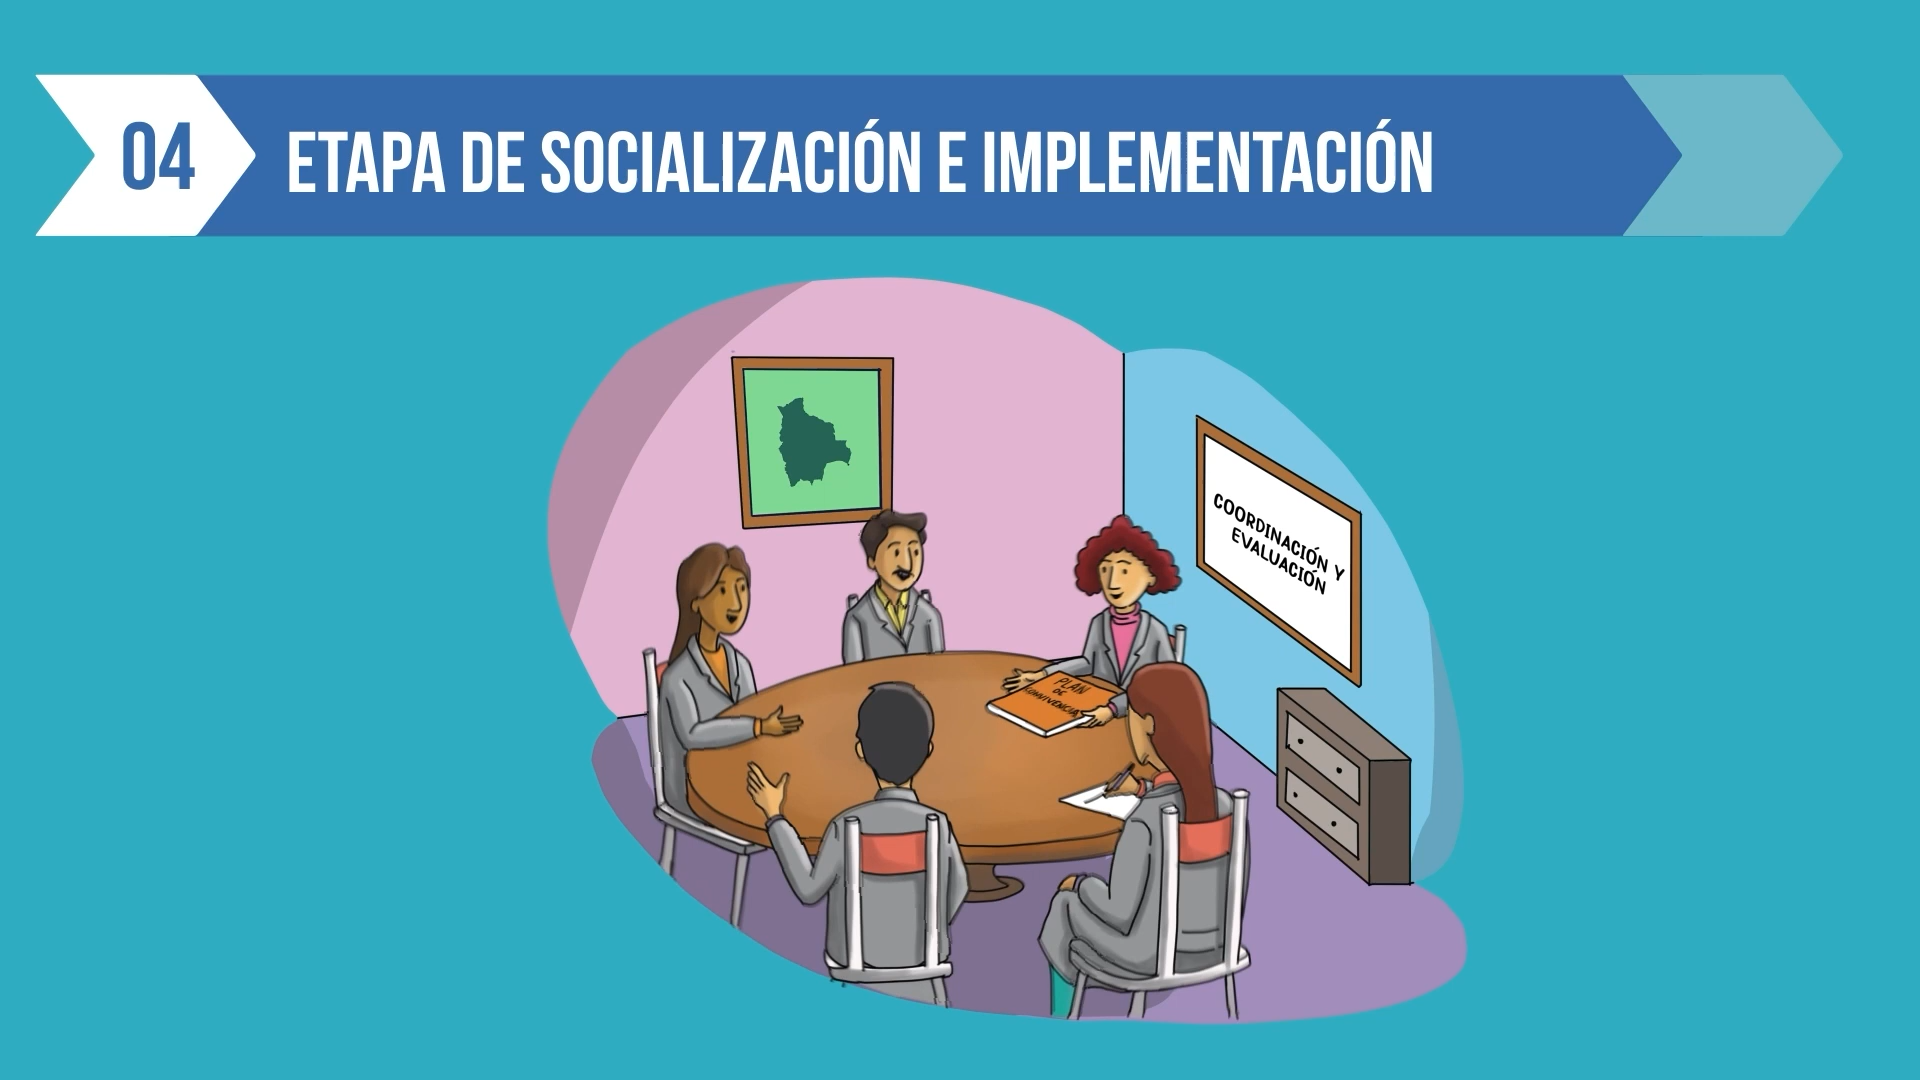 04
ETAPA DE SOCIALIZACIÓN E IMPLEMENTACIÓN
COORDINACIÓN Y
EVALUACIÓN
PLAN
DE
CONVIVENCIA